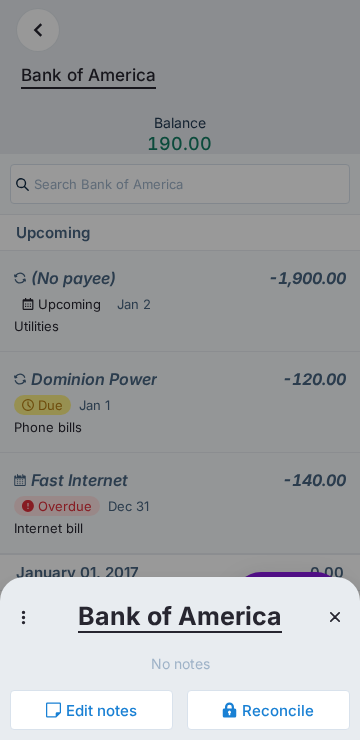 Bank of America
Balance
190.00
Search Bank of America
Upcoming
(No payee) -1,900.00
Upcoming Jan 2
Utilities
Dominion Power -120.00
Due Jan 1
Phone bills
Fast Internet -140.00
Overdue Dec 31
Internet bill
January 01, 2017 0.00
Bank of America
No notes
Edit notes Reconcile